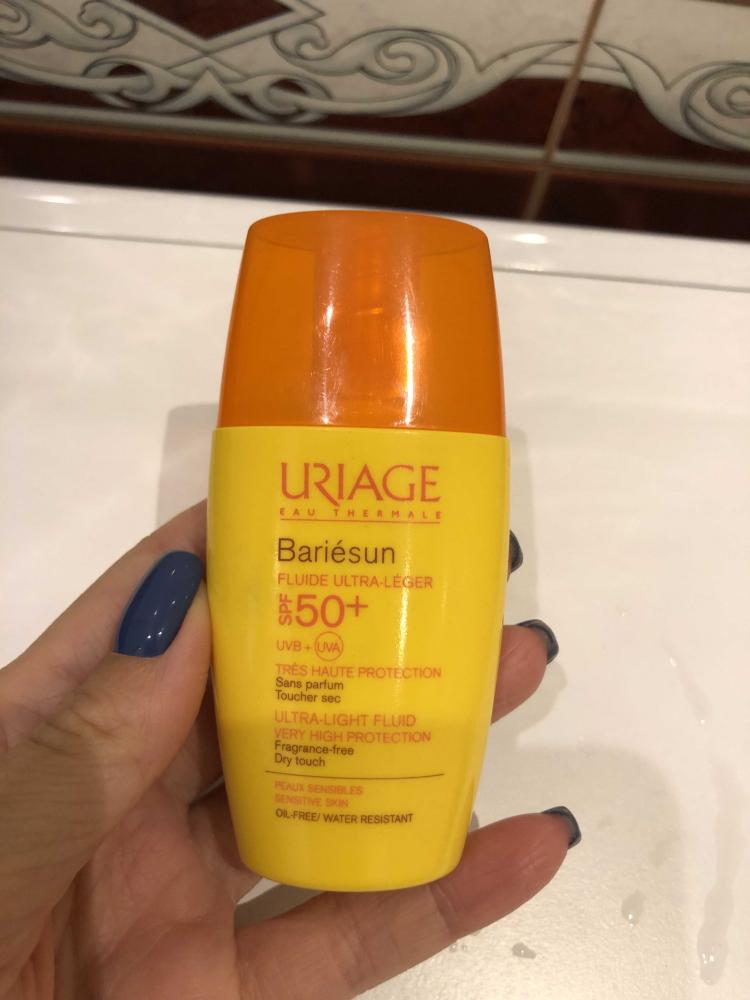 URIAGE
EAU THERMALE
Bariésun
FLUIDE ULTRA-LÉGER
SPF 50+
UVB + UVA
TRÈS HAUTE PROTECTION
Sans parfum
Toucher sec
ULTRA-LIGHT FLUID
VERY HIGH PROTECTION
Fragrance-free
Dry touch
PEAUX SENSIBLES
SENSITIVE SKIN
OIL-FREE/ WATER RESISTANT